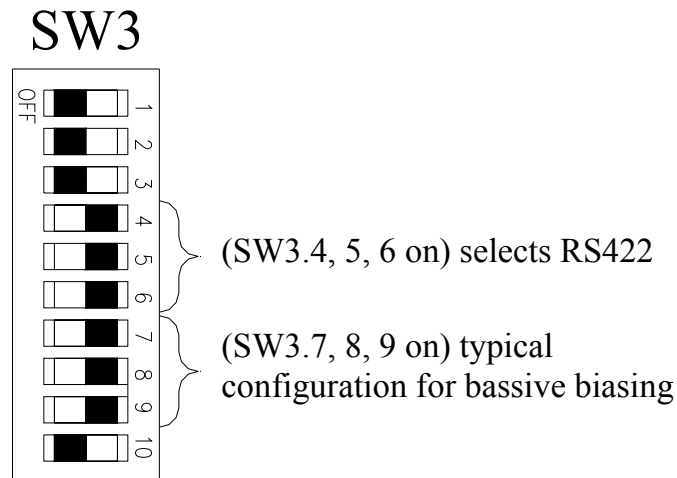 SW3
OFF
1
2
3
4
5
6
7
8
9
10
(SW3.4, 5, 6 on) selects RS422
(SW3.7, 8, 9 on) typical
configuration for bassive biasing